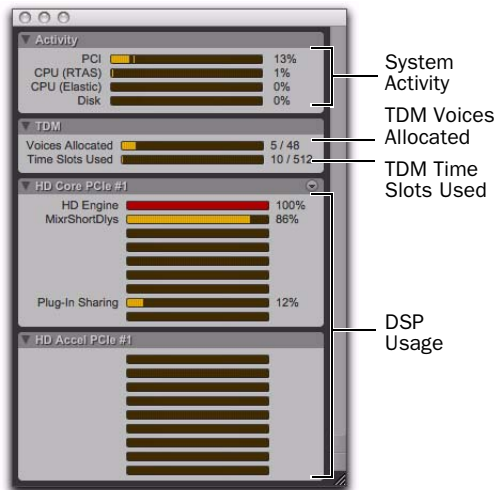 Activity
PCI 13%
CPU (RTAS) 1%
CPU (Elastic) 0%
Disk 0%
System
Activity
TDM
Voices Allocated 5 / 48
Time Slots Used 10 / 512
TDM Voices
Allocated
TDM Time
Slots Used
HD Core PCIe #1
HD Engine 100%
MixrShortDlys 86%
Plug-In Sharing 12%
DSP
Usage
HD Accel PCIe #1